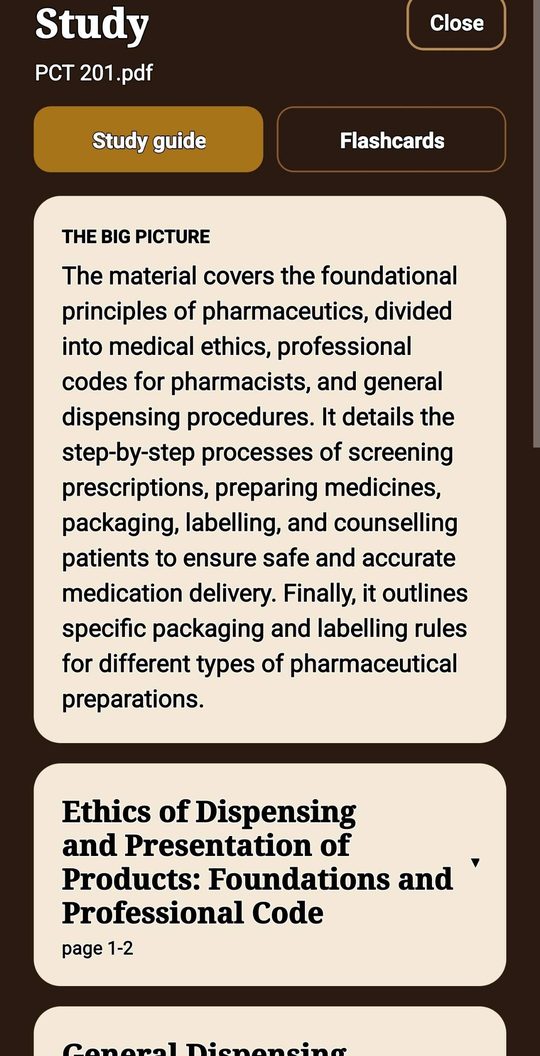 Study
Close
PCT 201.pdf
Study guide
Flashcards
THE BIG PICTURE
The material covers the foundational
principles of pharmaceutics, divided
into medical ethics, professional
codes for pharmacists, and general
dispensing procedures. It details the
step-by-step processes of screening
prescriptions, preparing medicines,
packaging, labelling, and counselling
patients to ensure safe and accurate
medication delivery. Finally, it outlines
specific packaging and labelling rules
for different types of pharmaceutical
preparations.
Ethics of Dispensing
and Presentation of
Products: Foundations and
Professional Code
▼
page 1-2
General Dispensing